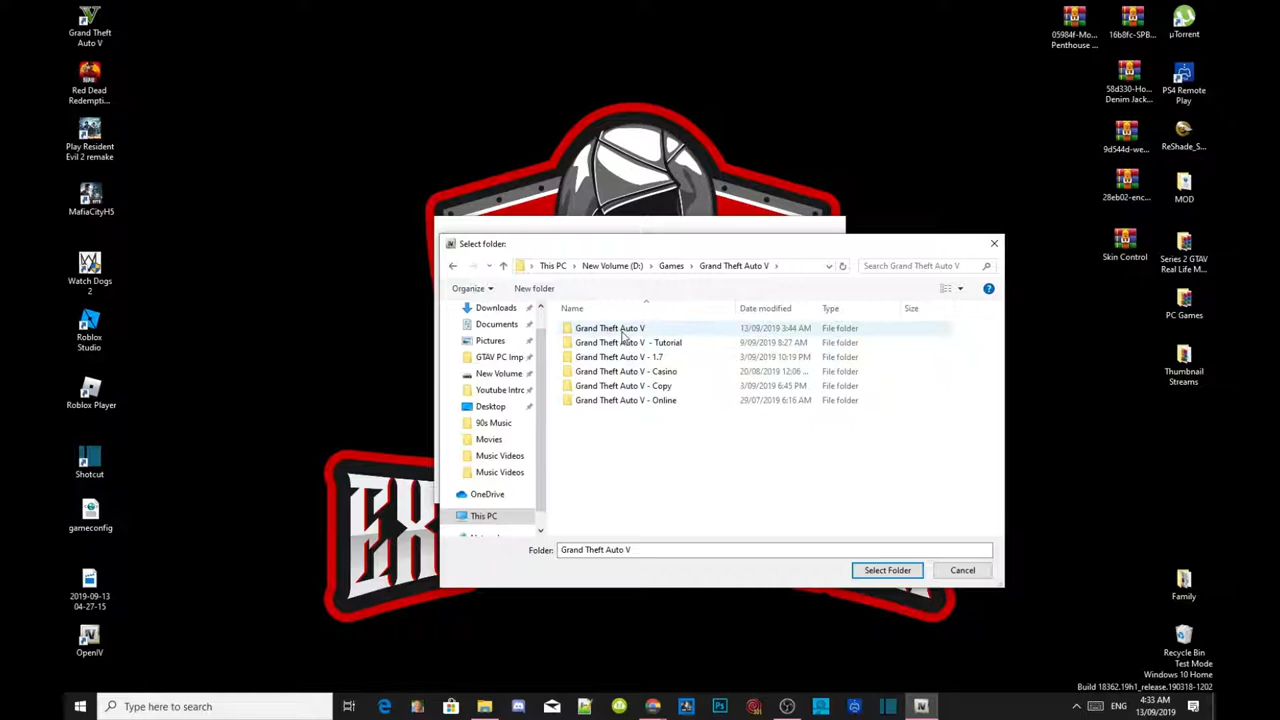 Grand Theft
Auto V
Red Dead
Redempti...
Play Resident
Evil 2 remake
MafiaCityH5
Watch Dogs
2
Roblox
Studio
Roblox Player
Shotcut
gameconfig
2019-09-13
04-27-15
OpenIV
Select folder:
This PC > New Volume (D:) > Games > Grand Theft Auto V >
Search Grand Theft Auto V
Organize
New folder
Downloads
Documents
Pictures
GTAV PC Imp
New Volume
Youtube Intro
Desktop
90s Music
Movies
Music Videos
Music Videos
OneDrive
This PC
Name Date modified Type Size
Grand Theft Auto V 13/09/2019 3:44 AM File folder
Grand Theft Auto V - Tutorial 9/09/2019 8:27 AM File folder
Grand Theft Auto V - 1.7 3/09/2019 10:19 PM File folder
Grand Theft Auto V - Casino 20/08/2019 12:06 ... File folder
Grand Theft Auto V - Copy 3/09/2019 6:45 PM File folder
Grand Theft Auto V - Online 29/07/2019 6:16 AM File folder
Folder: Grand Theft Auto V
Select Folder
Cancel
EX
05984f-Mo...
Penthouse ...
16b8fc-SPB...
µTorrent
58d330-Ho...
Denim Jack...
PS4 Remote
Play
9d544d-we...
ReShade_S...
28eb02-enc...
MOD
Skin Control
Series 2 GTAV
Real Life M...
PC Games
Thumbnail
Streams
Family
Recycle Bin
Test Mode
Windows 10 Home
Build 18362.19h1_release.190318-1202
Type here to search
ENG
4:33 AM
13/09/2019